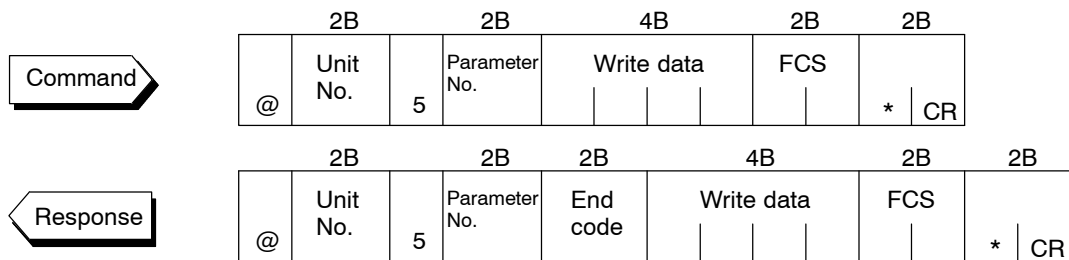 2B 2B 4B 2B 2B
Command
Unit Parameter Write data FCS
No. No.
@ 5 * CR
2B 2B 2B 4B 2B 2B
Response
Unit Parameter End Write data FCS
No. No. code
@ 5 * CR